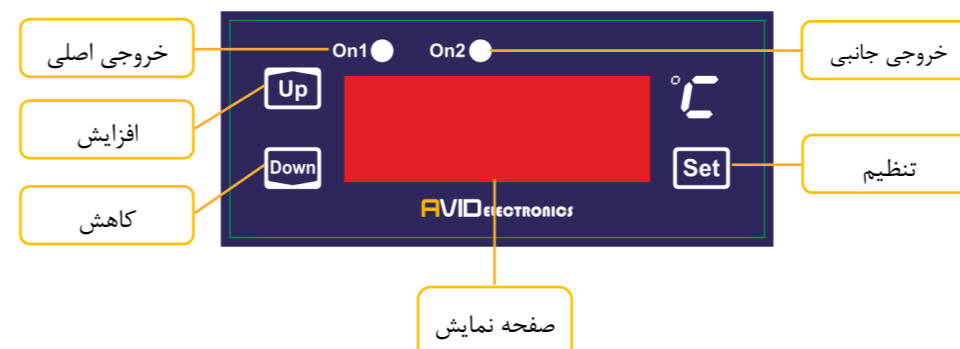 خروجی اصلی
On1
On2
خروجی جانبی
Up
°C
افزایش
Down
Set
تنظیم
کاهش
AVID ELECTRONICS
صفحه نمایش